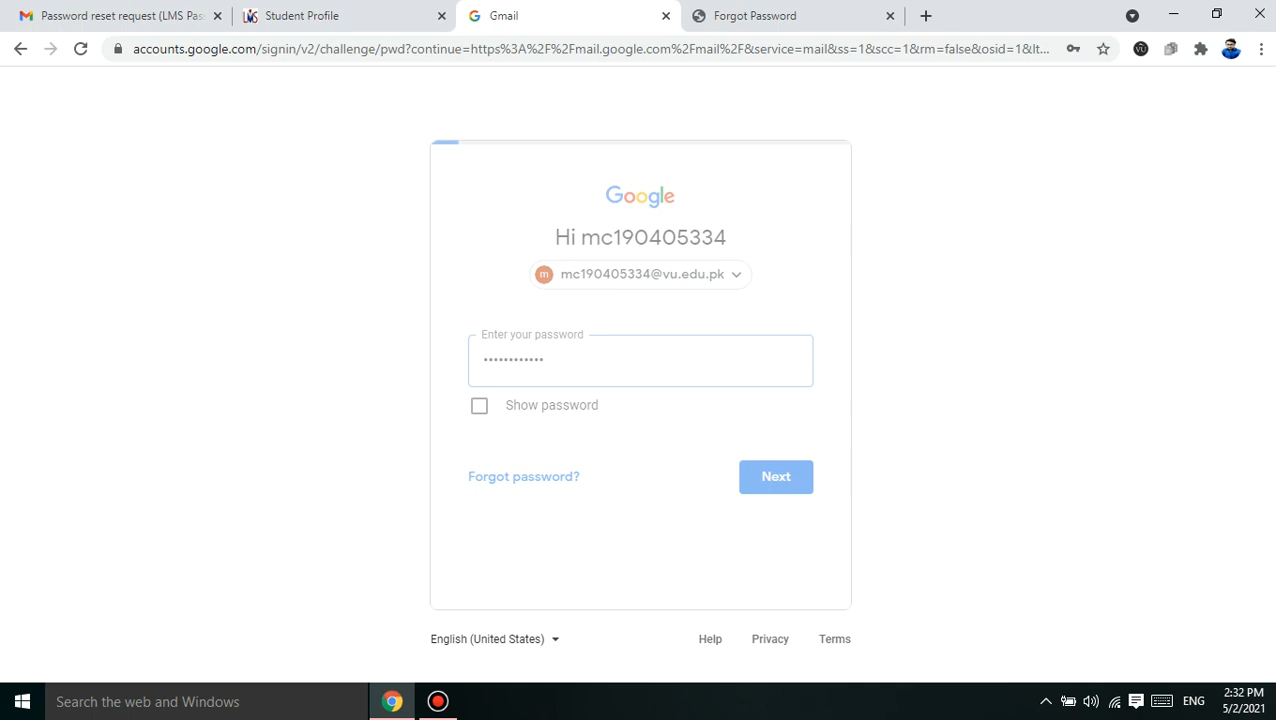 Password reset request (LMS Pas
Student Profile
Gmail
Forgot Password
accounts.google.com/signin/v2/challenge/pwd?continue=https%3A%2F%2Fmail.google.com%2Fmail%2F&service=mail&ss=1&scc=1&rm=false&osid=1&lt...
VU
Google
Hi mc190405334
m mc190405334@vu.edu.pk
Enter your password
••••••••••••
Show password
Forgot password?
Next
English (United States)
Help Privacy Terms
Search the web and Windows
ENG
2:32 PM
5/2/2021